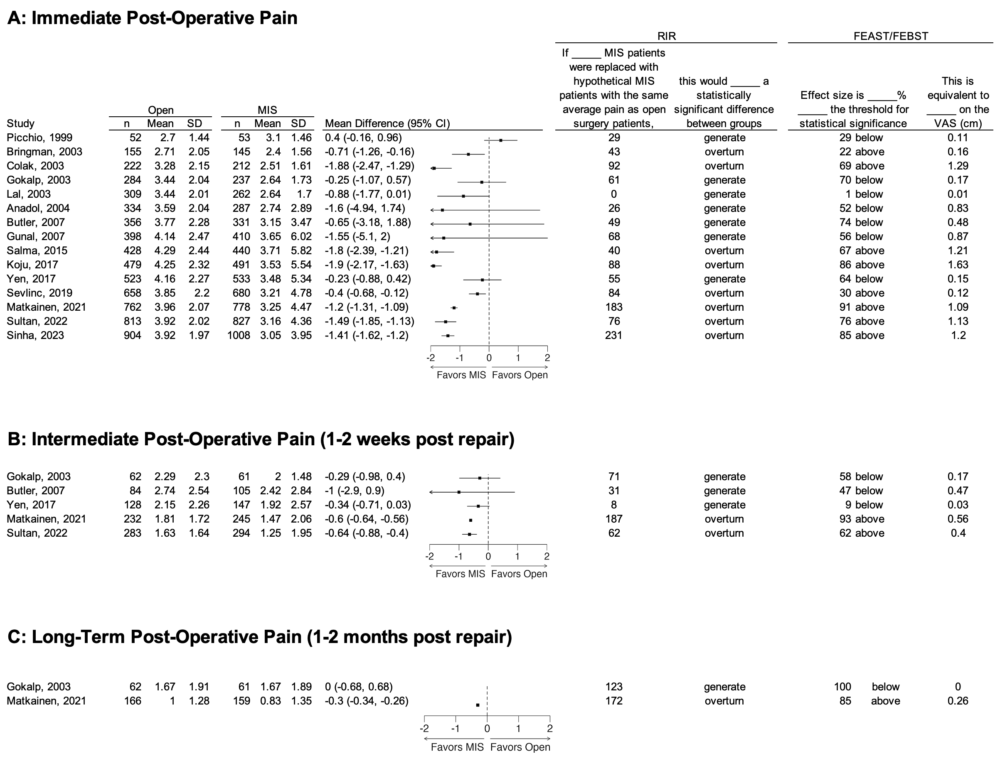 A: Immediate Post-Operative Pain
RIR FEAST/FEBST
If _____ MIS patients
were replaced with
hypothetical MIS this would _____ a This is
patients with the same statistically Effect size is _____% equivalent to
Open MIS average pain as open significant difference _____ the threshold for _____ on the
Study n Mean SD n Mean SD Mean Difference (95% CI) surgery patients, between groups statistical significance VAS (cm)
Picchio, 1999 52 2.7 1.44 53 3.1 1.46 0.4 (-0.16, 0.96) 29 generate 29 below 0.11
Bringman, 2003 155 2.71 2.05 145 2.4 1.56 -0.71 (-1.26, -0.16) 43 overturn 22 above 0.16
Colak, 2003 222 3.28 2.15 212 2.51 1.61 -1.88 (-2.47, -1.29) 92 overturn 69 above 1.29
Gokalp, 2003 284 3.44 2.04 237 2.64 1.73 -0.25 (-1.07, 0.57) 61 generate 70 below 0.17
Lal, 2003 309 3.44 2.01 262 2.64 1.7 -0.88 (-1.77, 0.01) 0 generate 1 below 0.01
Anadol, 2004 334 3.59 2.04 287 2.74 2.89 -1.6 (-4.94, 1.74) 26 generate 52 below 0.83
Butler, 2007 356 3.77 2.28 331 3.15 3.47 -0.65 (-3.18, 1.88) 49 generate 74 below 0.48
Gunal, 2007 398 4.14 2.47 410 3.65 6.02 -1.55 (-5.1, 2) 68 generate 56 below 0.87
Salma, 2015 428 4.29 2.44 440 3.71 5.82 -1.8 (-2.39, -1.21) 40 overturn 67 above 1.21
Koju, 2017 479 4.25 2.32 491 3.53 5.54 -1.9 (-2.17, -1.63) 88 overturn 86 above 1.63
Yen, 2017 523 4.16 2.27 533 3.48 5.34 -0.23 (-0.88, 0.42) 55 generate 64 below 0.15
Sevlinc, 2019 658 3.85 2.2 680 3.21 4.78 -0.4 (-0.68, -0.12) 84 overturn 30 above 0.12
Matkainen, 2021 762 3.96 2.07 778 3.25 4.47 -1.2 (-1.31, -1.09) 183 overturn 91 above 1.09
Sultan, 2022 813 3.92 2.02 827 3.16 4.36 -1.49 (-1.85, -1.13) 76 overturn 76 above 1.13
Sinha, 2023 904 3.92 1.97 1008 3.05 3.95 -1.41 (-1.62, -1.2) 231 overturn 85 above 1.2
-2 -1 0 1 2
Favors MIS Favors Open
B: Intermediate Post-Operative Pain (1-2 weeks post repair)
Gokalp, 2003 62 2.29 2.3 61 2 1.48 -0.29 (-0.98, 0.4) 71 generate 58 below 0.17
Butler, 2007 84 2.74 2.54 105 2.42 2.84 -1 (-2.9, 0.9) 31 generate 47 below 0.47
Yen, 2017 128 2.15 2.26 147 1.92 2.57 -0.34 (-0.71, 0.03) 8 generate 9 below 0.03
Matkainen, 2021 232 1.81 1.72 245 1.47 2.06 -0.6 (-0.64, -0.56) 187 overturn 93 above 0.56
Sultan, 2022 283 1.63 1.64 294 1.25 1.95 -0.64 (-0.88, -0.4) 62 overturn 62 above 0.4
-2 -1 0 1 2
Favors MIS Favors Open
C: Long-Term Post-Operative Pain (1-2 months post repair)
Gokalp, 2003 62 1.67 1.91 61 1.67 1.89 0 (-0.68, 0.68) 123 generate 100 below 0
Matkainen, 2021 166 1 1.28 159 0.83 1.35 -0.3 (-0.34, -0.26) 172 overturn 85 above 0.26
-2 -1 0 1 2
Favors MIS Favors Open